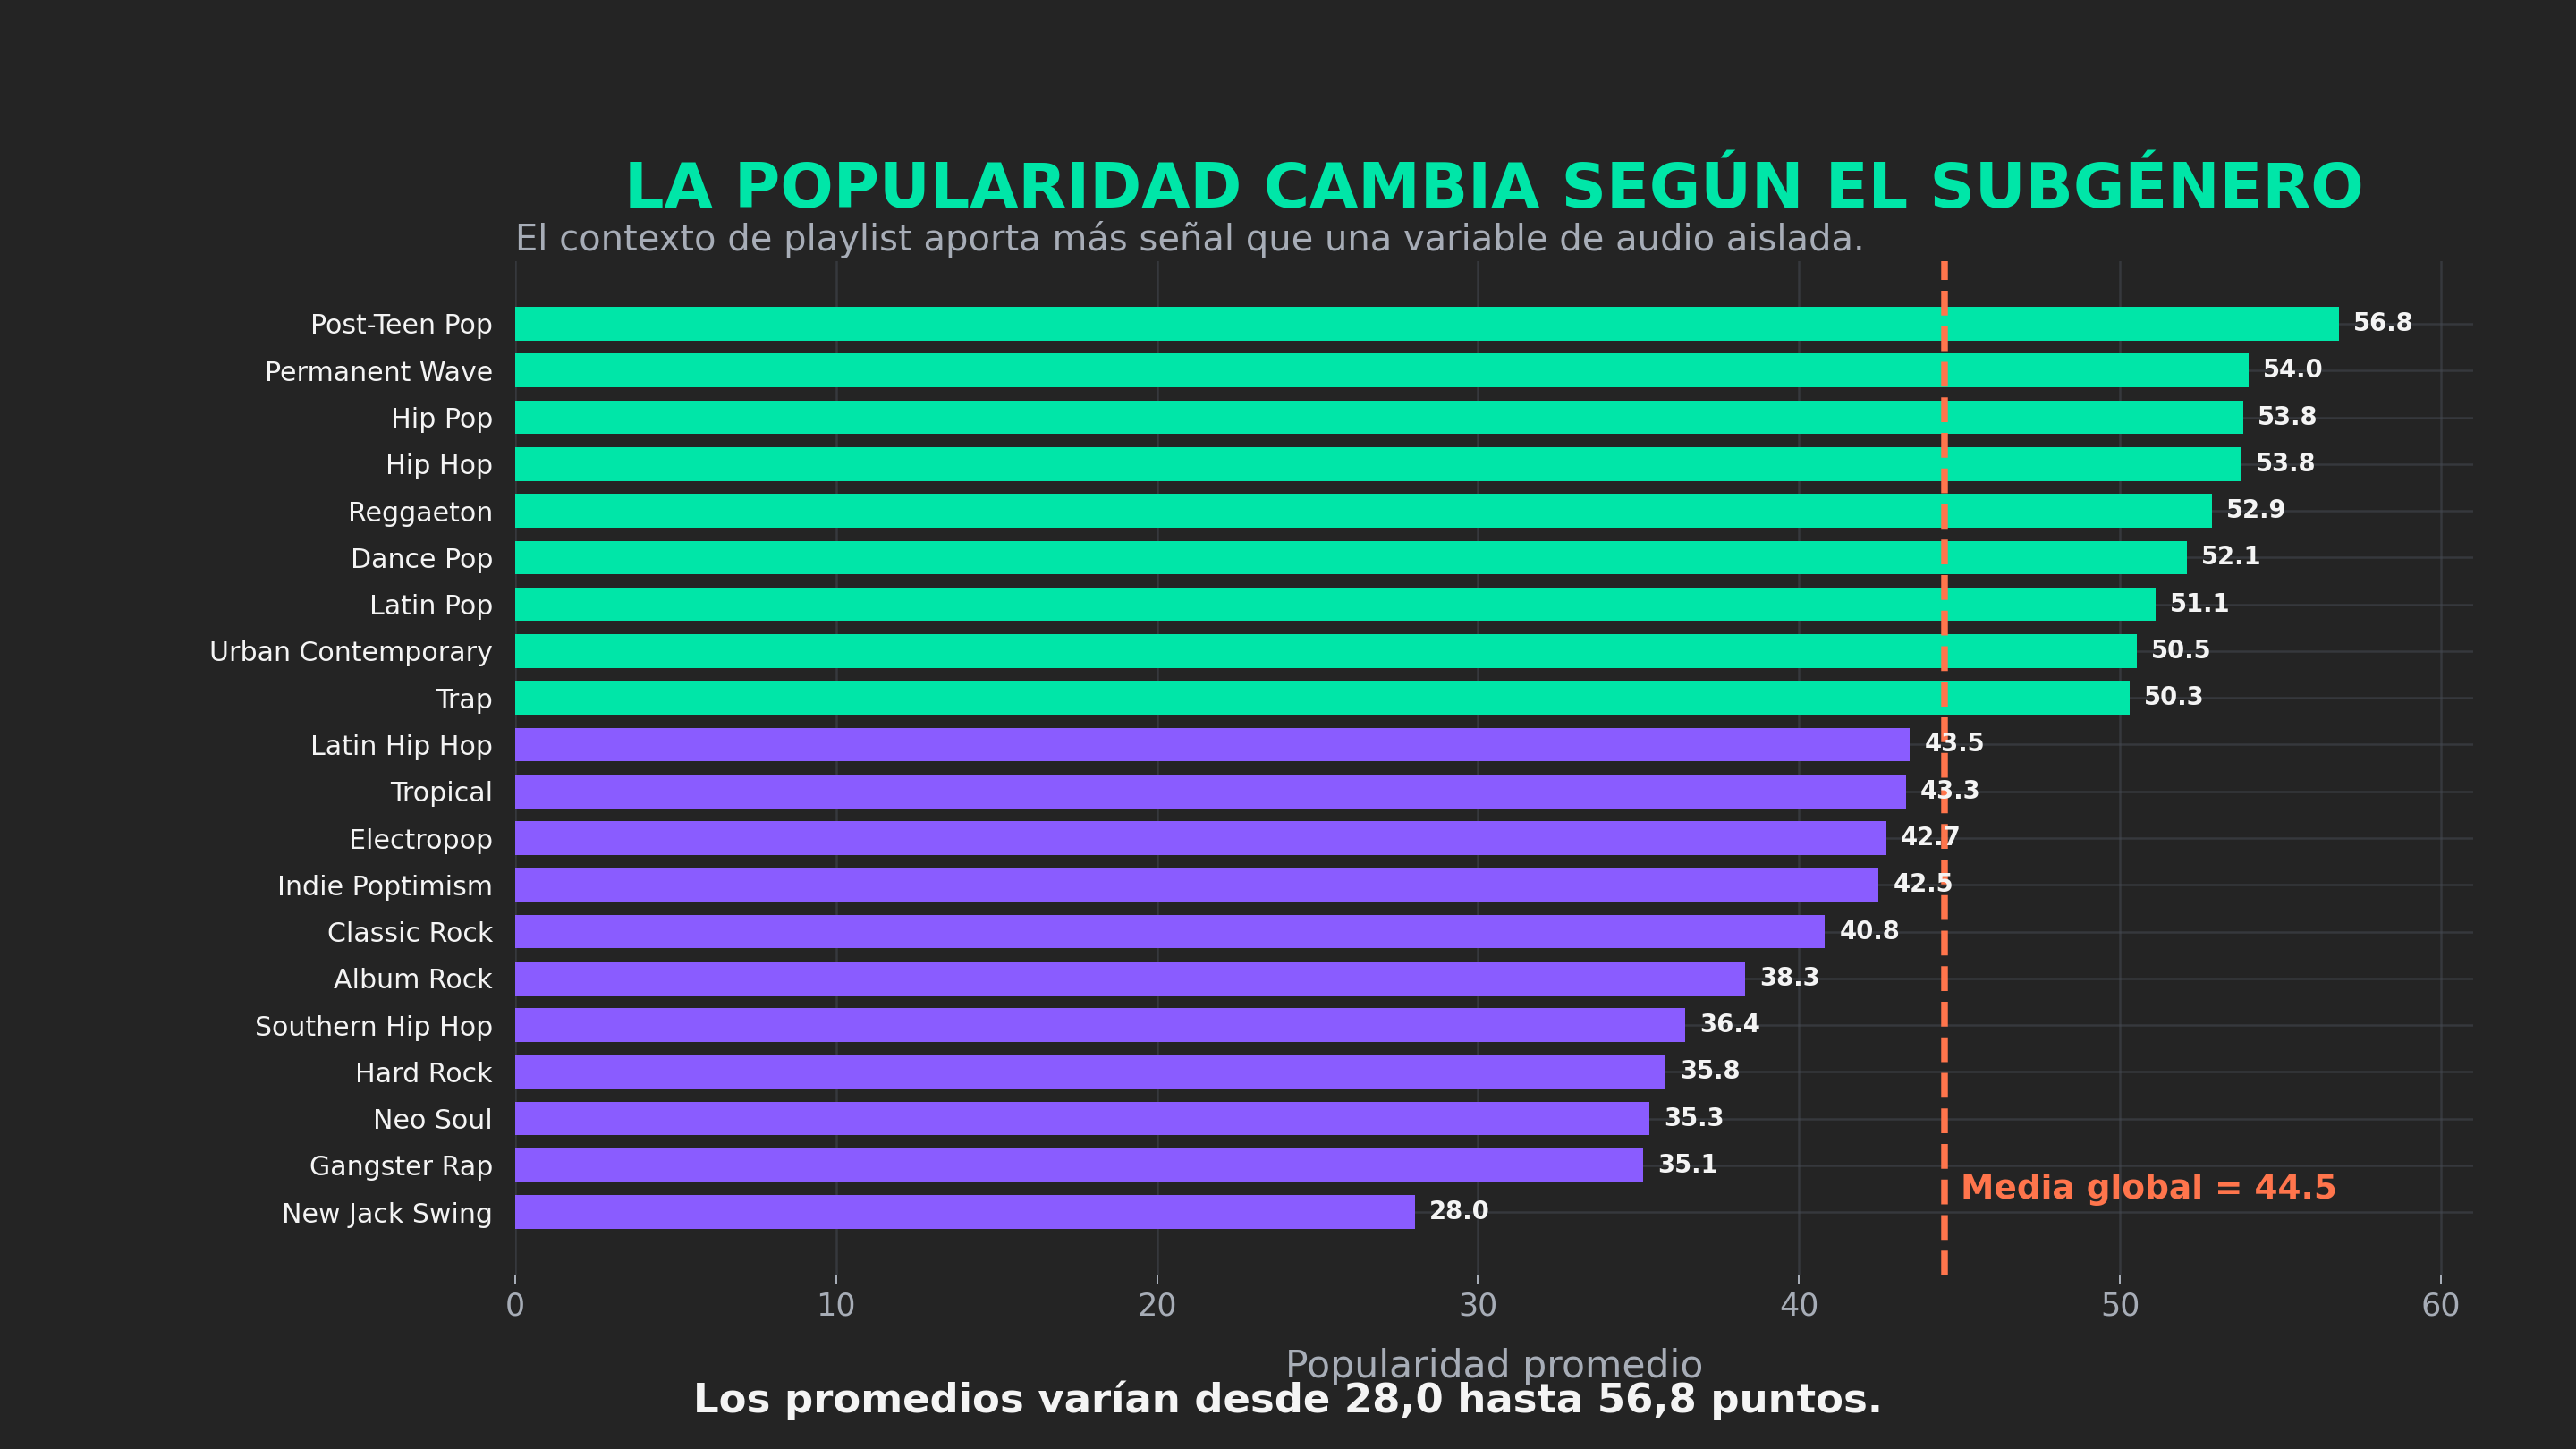 LA POPULARIDAD CAMBIA SEGÚN EL SUBGÉNERO
El contexto de playlist aporta más señal que una variable de audio aislada.
Post-Teen Pop 56.8
Permanent Wave 54.0
Hip Pop 53.8
Hip Hop 53.8
Reggaeton 52.9
Dance Pop 52.1
Latin Pop 51.1
Urban Contemporary 50.5
Trap 50.3
Latin Hip Hop 43.5
Tropical 43.3
Electropop 42.7
Indie Poptimism 42.5
Classic Rock 40.8
Album Rock 38.3
Southern Hip Hop 36.4
Hard Rock 35.8
Neo Soul 35.3
Gangster Rap 35.1
Media global = 44.5
New Jack Swing 28.0
0 10 20 30 40 50 60
Popularidad promedio
Los promedios varían desde 28,0 hasta 56,8 puntos.